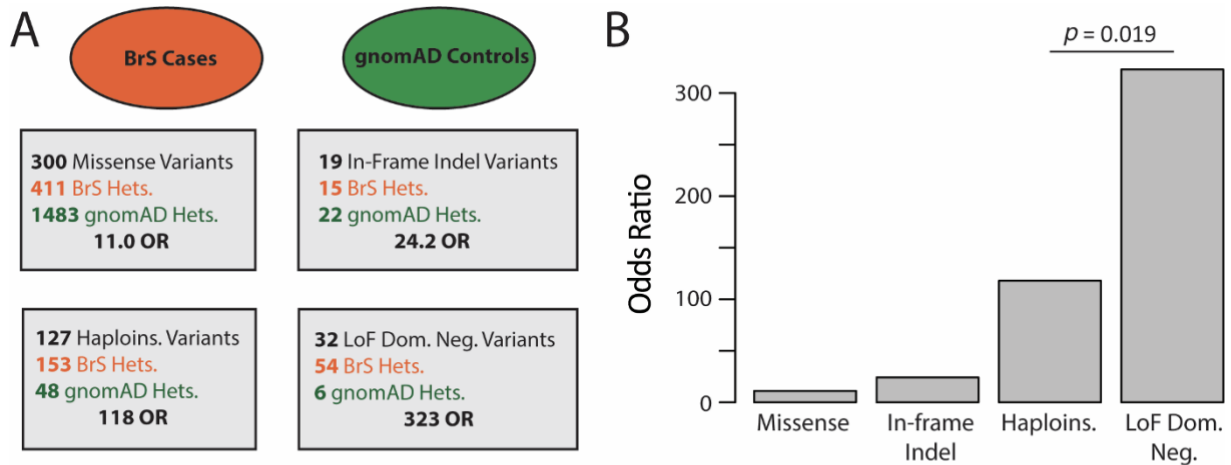 A
BrS Cases
gnomAD Controls
300 Missense Variants
411 BrS Hets.
1483 gnomAD Hets.
11.0 OR
19 In-Frame Indel Variants
15 BrS Hets.
22 gnomAD Hets.
24.2 OR
127 Haploins. Variants
153 BrS Hets.
48 gnomAD Hets.
118 OR
32 LoF Dom. Neg. Variants
54 BrS Hets.
6 gnomAD Hets.
323 OR
B
p = 0.019
Odds Ratio
300
200
100
0
Missense
In-frame
Indel
Haploins.
LoF Dom.
Neg.